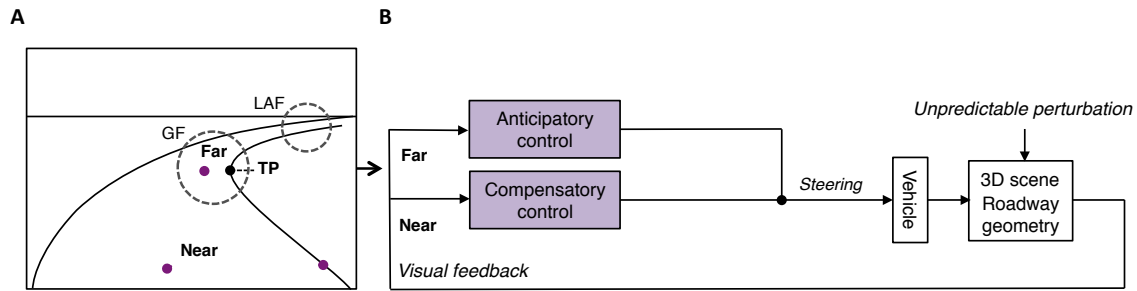 A
LAF
GF
Far
TP
Near
B
Far
Near
Anticipatory
control
Compensatory
control
Visual feedback
Steering
Vehicle
Unpredictable perturbation
3D scene
Roadway
geometry